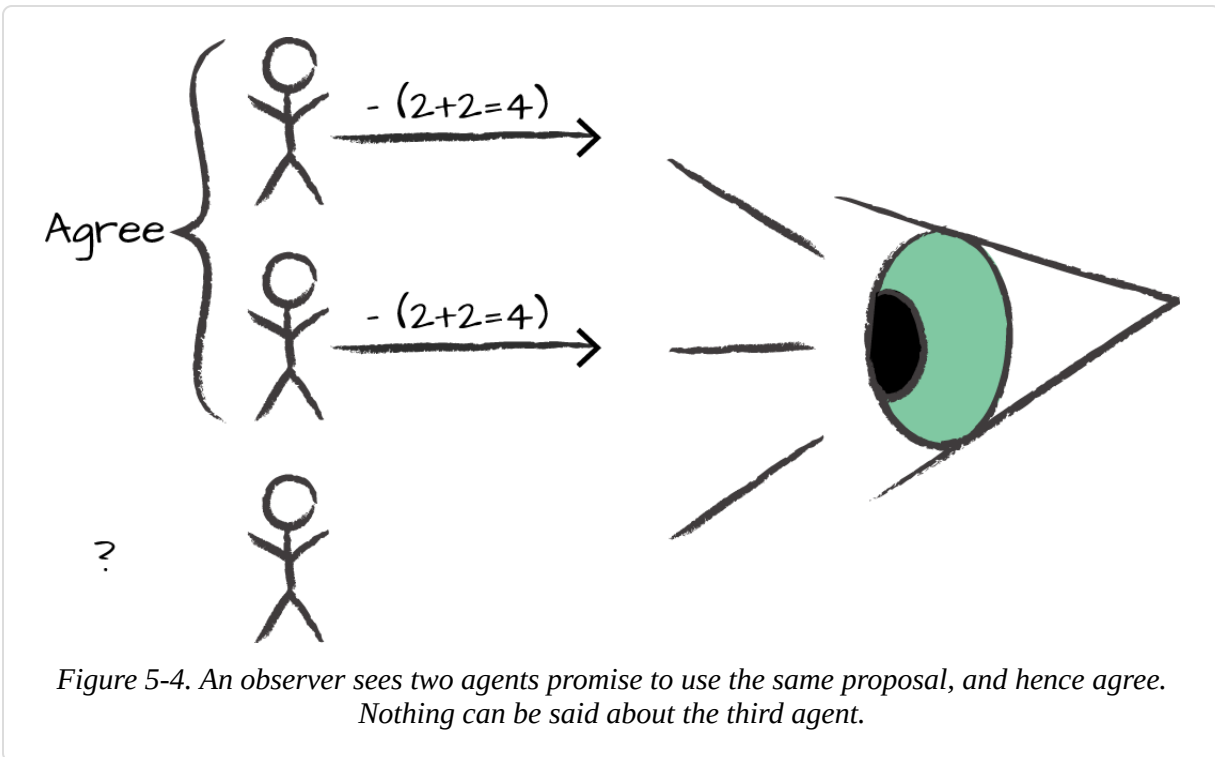 - (2+2=4)
Agree
- (2+2=4)
?
Figure 5-4. An observer sees two agents promise to use the same proposal, and hence agree.
Nothing can be said about the third agent.